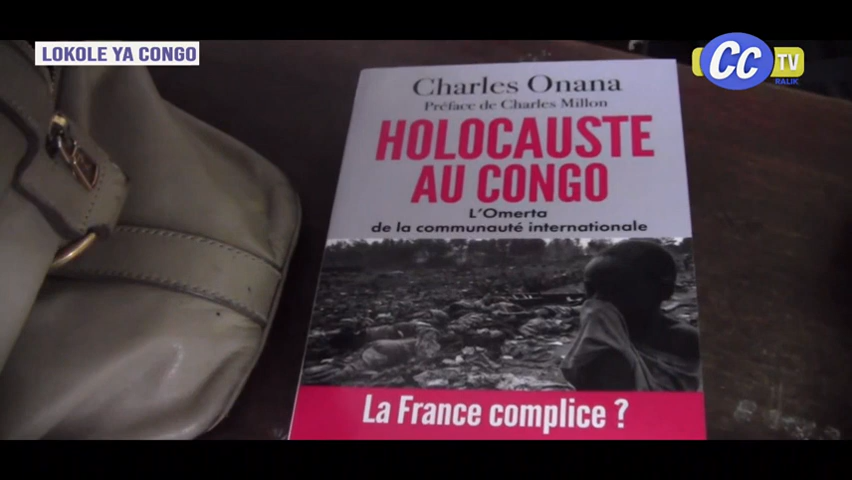 LOKOLE YA CONGO
CC TV
RALIK
Charles Onana
Préface de Charles Millon
HOLOCAUSTE
AU CONGO
L'Omerta
de la communauté internationale
La France complice ?